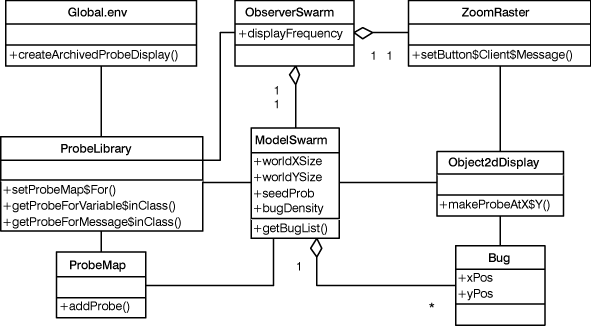 Global.env
+createArchivedProbeDisplay()
ObserverSwarm
+displayFrequency
ZoomRaster
+setButton$Client$Message()
1 1
1
1
ProbeLibrary
+setProbeMap$For()
+getProbeForVariable$inClass()
+getProbeForMessage$inClass()
ModelSwarm
+worldXSize
+worldYSize
+seedProb
+bugDensity
+getBugList()
Object2dDisplay
+makeProbeAtX$Y()
ProbeMap
+addProbe()
1
*
Bug
+xPos
+yPos